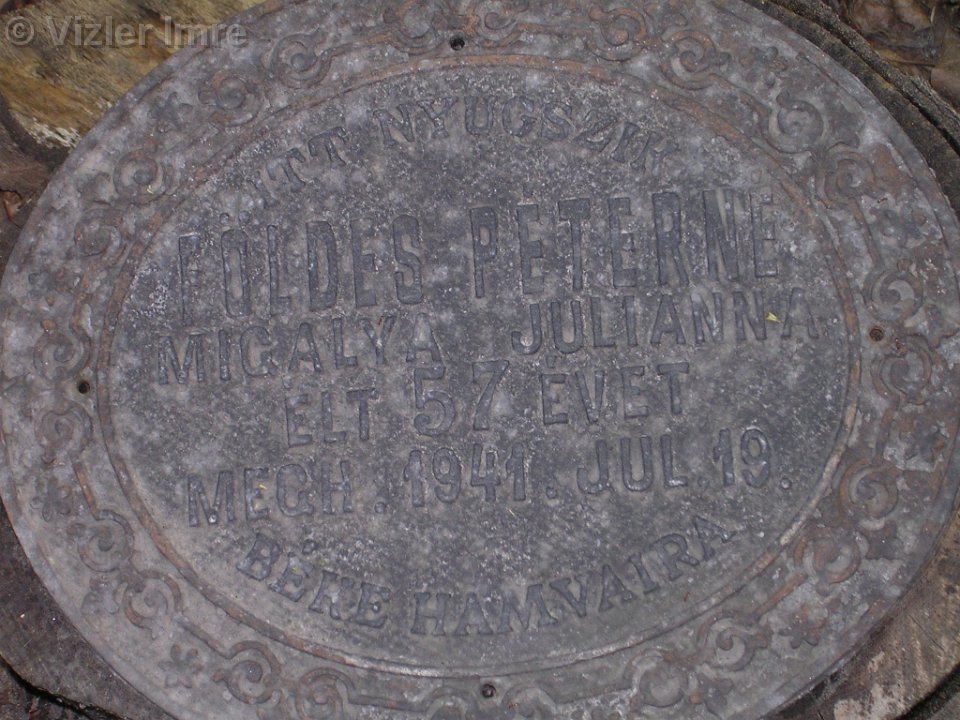 © Vizler Imre
ITT NYUGSZIK
FÖLDES PÉTERNÉ
MIGALYA JULIANNA
ÉLT 57 ÉVET
MEGH. 1941. JUL. 19.
BÉKE HAMVAIRA